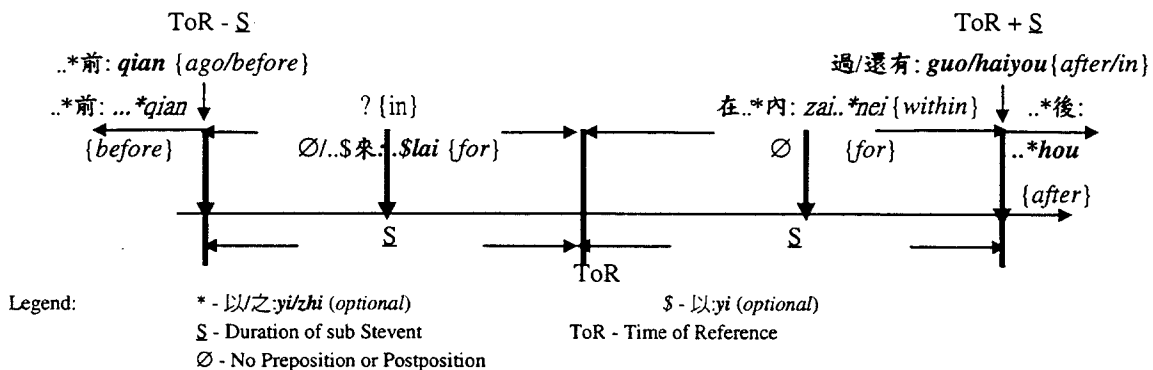 ToR - S ToR + S
..*前: qian {ago/before} 過/還有: guo/haiyou{after/in}
..*前: ...*qian ? {in} 在..*內: zai..*nei {within} ..*後:
{before} ∅/..$來:..$lai {for} ∅ {for} ..*hou
{after}
S S
ToR
Legend: * - 以/之:yi/zhi (optional) $ - 以:yi (optional)
S - Duration of sub Stevent ToR - Time of Reference
∅ - No Preposition or Postposition